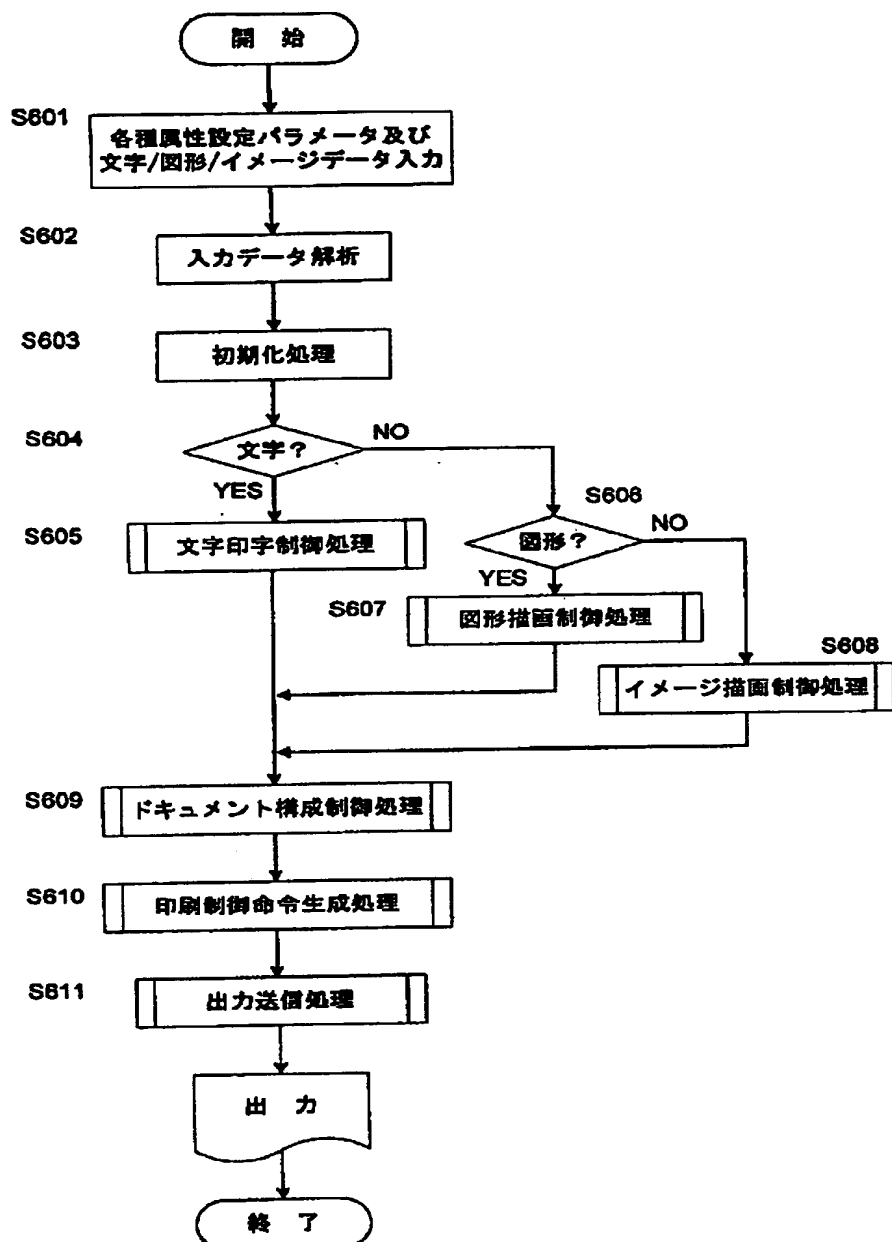 開 始
S601
各種属性設定パラメータ及び
文字/図形/イメージデータ入力
S602
入力データ解析
S603
初期化処理
S604
文字?
NO
YES
S605
文字印字制御処理
S606
図形?
NO
YES
S607
図形描画制御処理
S608
イメージ描画制御処理
S609
ドキュメント構成制御処理
S610
印刷制御命令生成処理
S611
出力送信処理
出 力
終 了